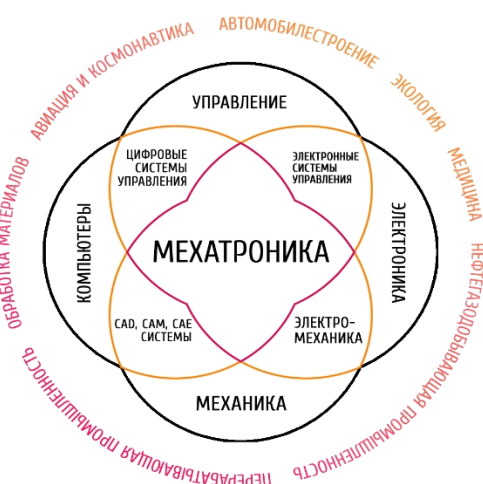 АВИАЦИЯ И КОСМОНАВТИКА
АВТОМОБИЛЕСТРОЕНИЕ
ЭКОЛОГИЯ
МЕДИЦИНА
НЕФТЕГАЗОДОБЫВАЮЩАЯ ПРОМЫШЛЕННОСТЬ
ПЕРЕРАБАТЫВАЮЩАЯ ПРОМЫШЛЕННОСТЬ
ОБРАБОТКА МАТЕРИАЛОВ
УПРАВЛЕНИЕ
ЦИФРОВЫЕ
СИСТЕМЫ
УПРАВЛЕНИЯ
ЭЛЕКТРОННЫЕ
СИСТЕМЫ
УПРАВЛЕНИЯ
КОМПЬЮТЕРЫ
МЕХАТРОНИКА
ЭЛЕКТРОНИКА
CAD, CAM, CAE
СИСТЕМЫ
ЭЛЕКТРО-
МЕХАНИКА
МЕХАНИКА